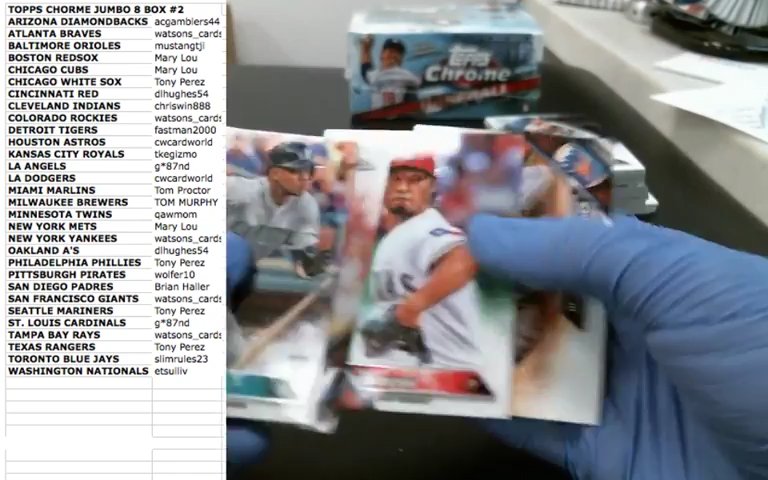 TOPPS CHORME JUMBO 8 BOX #2
ARIZONA DIAMONDBACKS acgamblers44
ATLANTA BRAVES watsons_cards
BALTIMORE ORIOLES mustangtji
BOSTON REDSOX Mary Lou
CHICAGO CUBS Mary Lou
CHICAGO WHITE SOX Tony Perez
CINCINNATI RED dlhughes54
CLEVELAND INDIANS chriswin888
COLORADO ROCKIES watsons_cards
DETROIT TIGERS fastman2000
HOUSTON ASTROS cwcardworld
KANSAS CITY ROYALS tkegizmo
LA ANGELS g*87nd
LA DODGERS cwcardworld
MIAMI MARLINS Tom Proctor
MILWAUKEE BREWERS TOM MURPHY
MINNESOTA TWINS qawmom
NEW YORK METS Mary Lou
NEW YORK YANKEES watsons_cards
OAKLAND A'S dlhughes54
PHILADELPHIA PHILLIES Tony Perez
PITTSBURGH PIRATES wolfer10
SAN DIEGO PADRES Brian Haller
SAN FRANCISCO GIANTS watsons_cards
SEATTLE MARINERS Tony Perez
ST. LOUIS CARDINALS g*87nd
TAMPA BAY RAYS watsons_cards
TEXAS RANGERS Tony Perez
TORONTO BLUE JAYS slimrules23
WASHINGTON NATIONALS etsulliv
TOPPS
Chrome